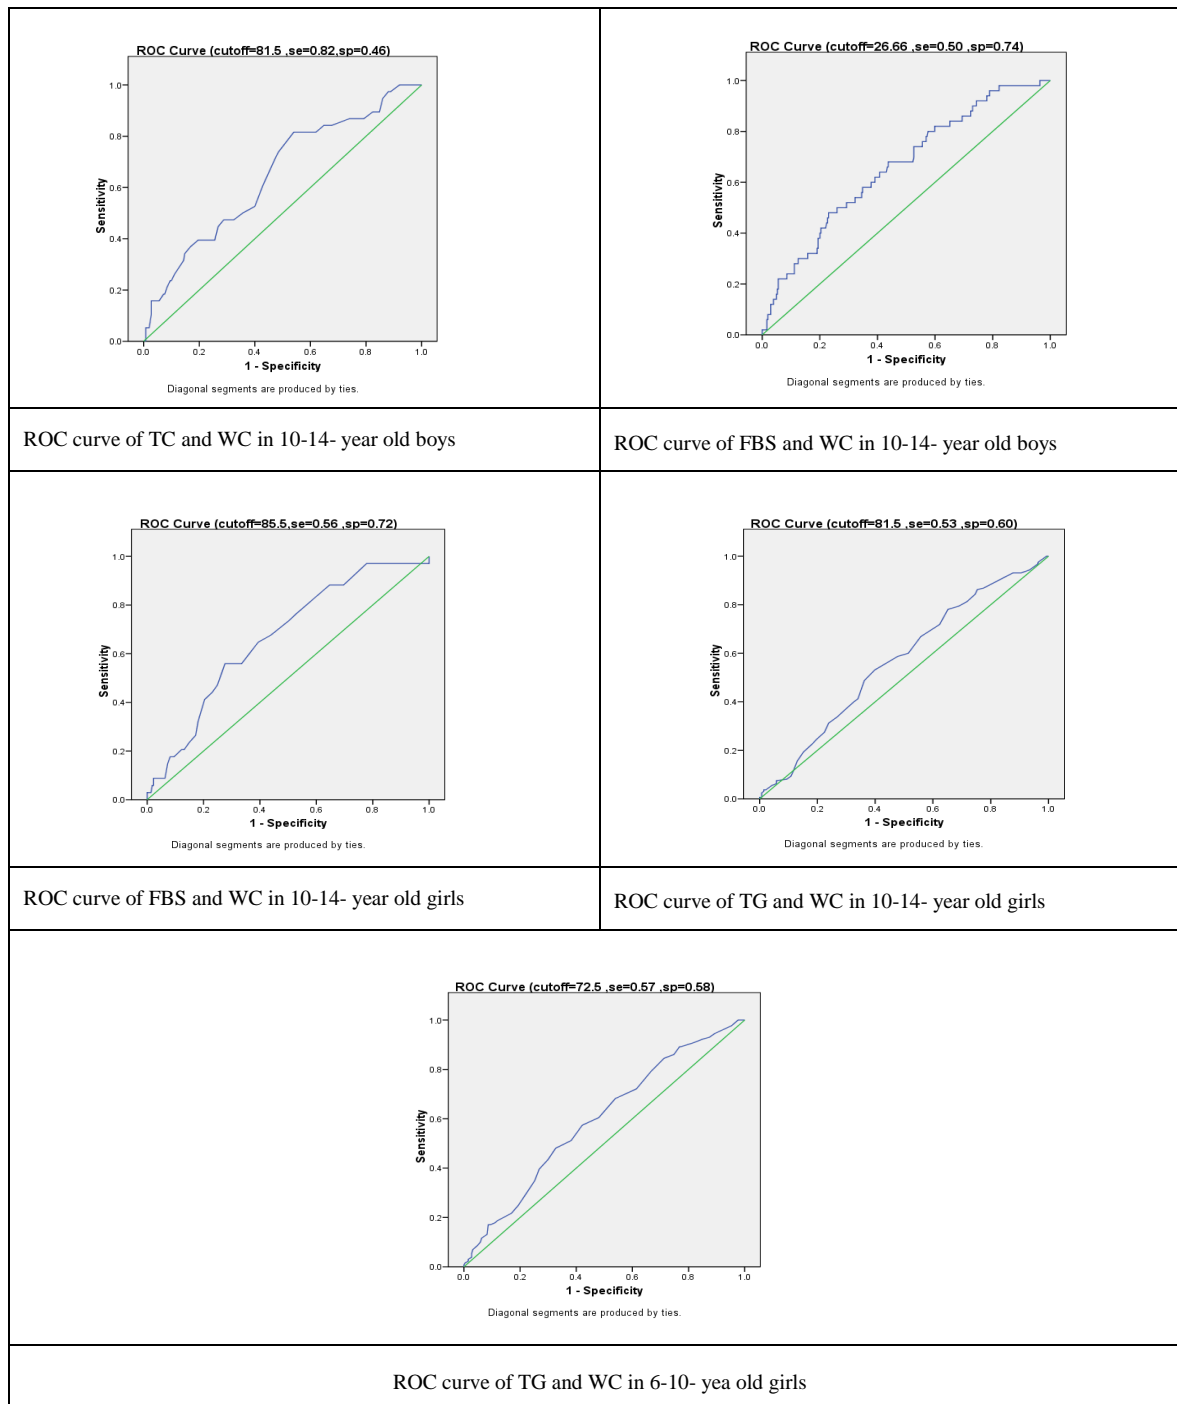 ROC Curve (cutoff=81.5 ,se=0.82,sp=0.46)
1.0
0.8
0.6
0.4
0.2
0.0
Sensitivity
0.0 0.2 0.4 0.6 0.8 1.0
1 - Specificity
Diagonal segments are produced by ties.
ROC Curve (cutoff=26.66 ,se=0.50 ,sp=0.74)
1.0
0.8
0.6
0.4
0.2
0.0
Sensitivity
0.0 0.2 0.4 0.6 0.8 1.0
1 - Specificity
Diagonal segments are produced by ties.
ROC curve of TC and WC in 10-14- year old boys
ROC curve of FBS and WC in 10-14- year old boys
ROC Curve (cutoff=85.5,se=0.56 ,sp=0.72)
1.0
0.8
0.6
0.4
0.2
0.0
Sensitivity
0.0 0.2 0.4 0.6 0.8 1.0
1 - Specificity
Diagonal segments are produced by ties.
ROC Curve (cutoff=81.5 ,se=0.53 ,sp=0.60)
1.0
0.8
0.6
0.4
0.2
0.0
Sensitivity
0.0 0.2 0.4 0.6 0.8 1.0
1 - Specificity
Diagonal segments are produced by ties.
ROC curve of FBS and WC in 10-14- year old girls
ROC curve of TG and WC in 10-14- year old girls
ROC Curve (cutoff=72.5 ,se=0.57 ,sp=0.58)
1.0
0.8
0.6
0.4
0.2
0.0
Sensitivity
0.0 0.2 0.4 0.6 0.8 1.0
1 - Specificity
Diagonal segments are produced by ties.
ROC curve of TG and WC in 6-10- yea old girls